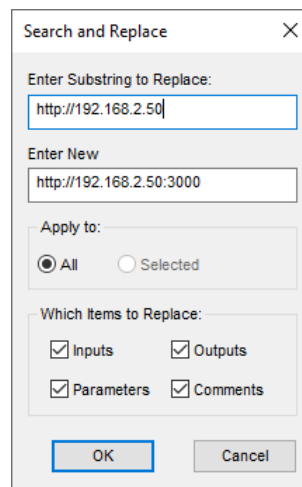 Search and Replace
Enter Substring to Replace:
http://192.168.2.50
Enter New
http://192.168.2.50:3000
Apply to:
All Selected
Which Items to Replace:
Inputs Outputs
Parameters Comments
OK Cancel